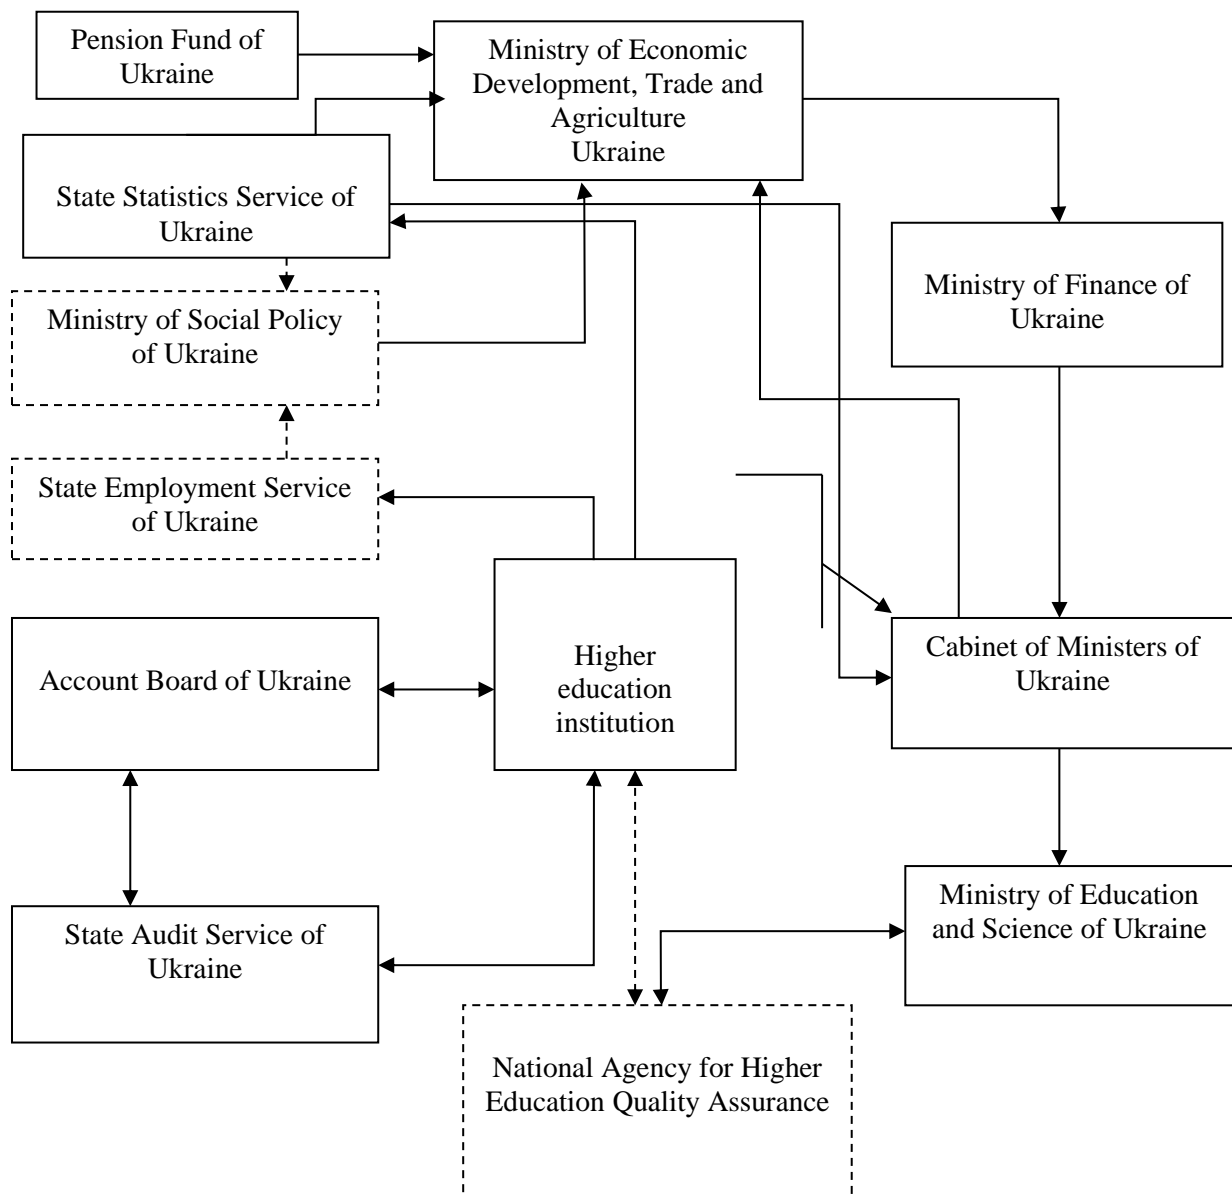 Pension Fund of
Ukraine
Ministry of Economic
Development, Trade and
Agriculture
Ukraine
State Statistics Service of
Ukraine
Ministry of Finance of
Ukraine
Ministry of Social Policy
of Ukraine
State Employment Service
of Ukraine
Account Board of Ukraine
Higher
education
institution
Cabinet of Ministers of
Ukraine
State Audit Service of
Ukraine
Ministry of Education
and Science of Ukraine
National Agency for Higher
Education Quality Assurance